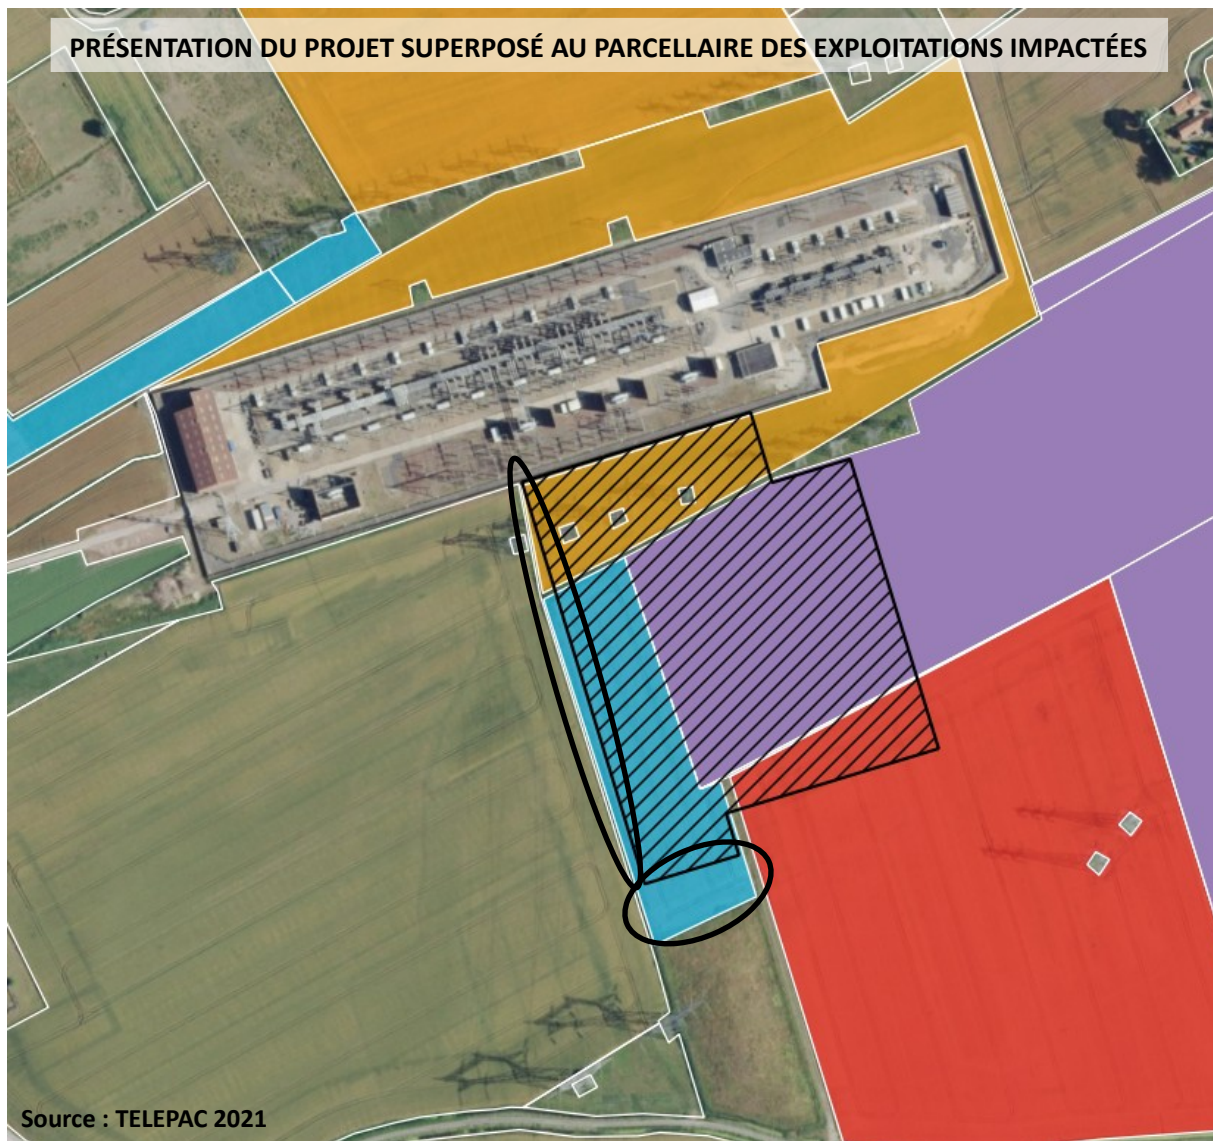 PRÉSENTATION DU PROJET SUPERPOSÉ AU PARCELLAIRE DES EXPLOITATIONS IMPACTÉES
Source : TELEPAC 2021